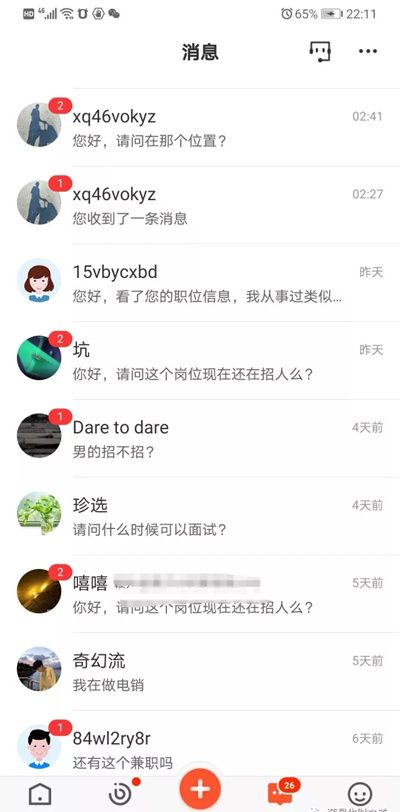 HD 4G 65% 22:11
消息
2
xq46vokyz 02:41
您好，请问在那个位置？
1
xq46vokyz 02:27
您收到了一条消息
15vbycxbd 昨天
您好，看了您的职位信息，我从事过类似...
2
坑 昨天
你好，请问这个岗位现在还在招人么？
1
Dare to dare 4天前
男的招不招？
珍选 4天前
请问什么时候可以面试？
2
嘻嘻 5天前
你好，请问这个岗位现在还在招人么？
奇幻流 5天前
我在做电销
1
84wl2ry8r 6天前
还有这个兼职吗
26